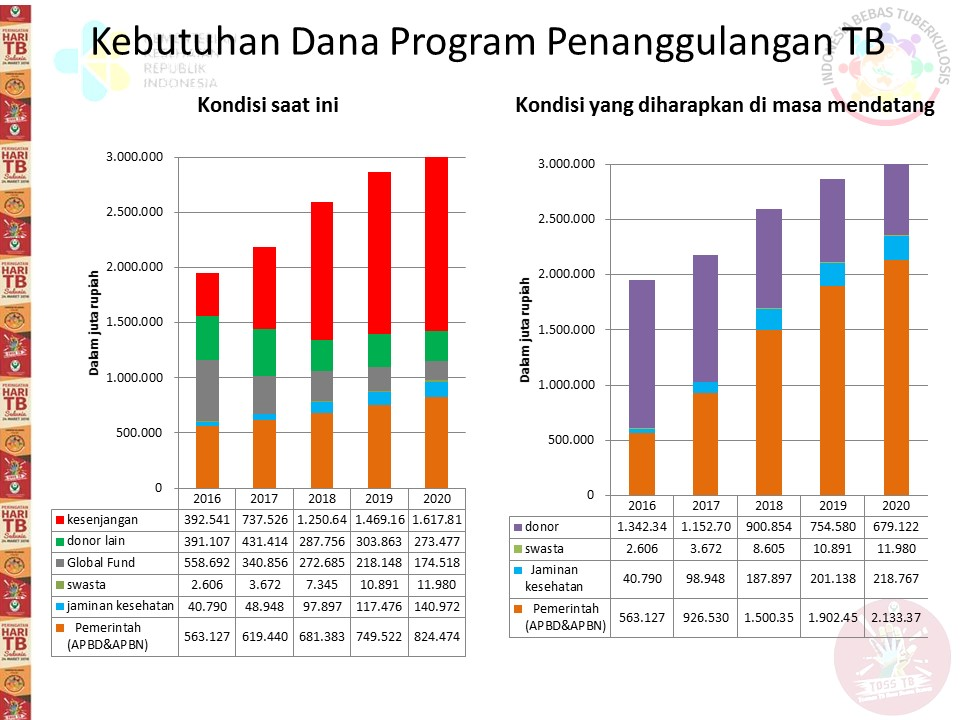 Kebutuhan Dana Program Penanggulangan TB
REPUBLIK
INDONESIA
INDONESIA BEBAS TUBERKULOSIS
Kondisi saat ini
Kondisi yang diharapkan di masa mendatang
Dalam juta rupiah
3.000.000
2.500.000
2.000.000
1.500.000
1.000.000
500.000
0
2016 2017 2018 2019 2020
kesenjangan 392.541 737.526 1.250.64 1.469.16 1.617.81
donor lain 391.107 431.414 287.756 303.863 273.477
Global Fund 558.692 340.856 272.685 218.148 174.518
swasta 2.606 3.672 7.345 10.891 11.980
jaminan kesehatan 40.790 48.948 97.897 117.476 140.972
Pemerintah
(APBD&APBN) 563.127 619.440 681.383 749.522 824.474
Dalam juta rupiah
3.000.000
2.500.000
2.000.000
1.500.000
1.000.000
500.000
0
2016 2017 2018 2019 2020
donor 1.342.34 1.152.70 900.854 754.580 679.122
swasta 2.606 3.672 8.605 10.891 11.980
Jaminan
kesehatan 40.790 98.948 187.897 201.138 218.767
Pemerintah
(APBD&APBN) 563.127 926.530 1.500.35 1.902.45 2.133.37
PERINGATAN
HARI
TB
Sedunia
24 MARET 2016
TOSS TB